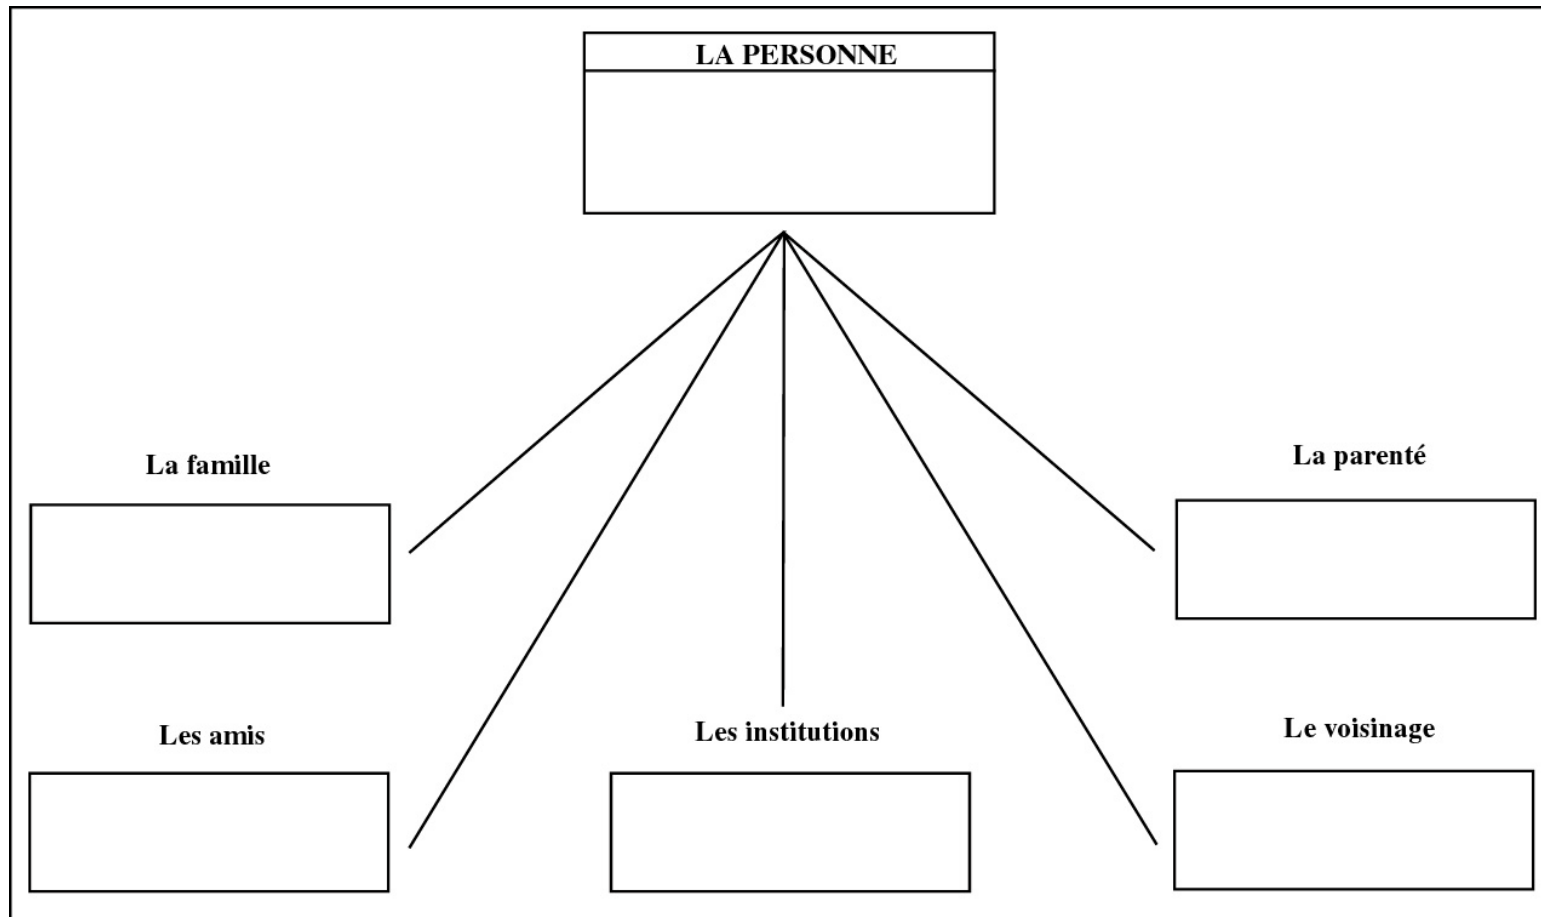 LA PERSONNE
La famille
La parenté
Les amis
Les institutions
Le voisinage